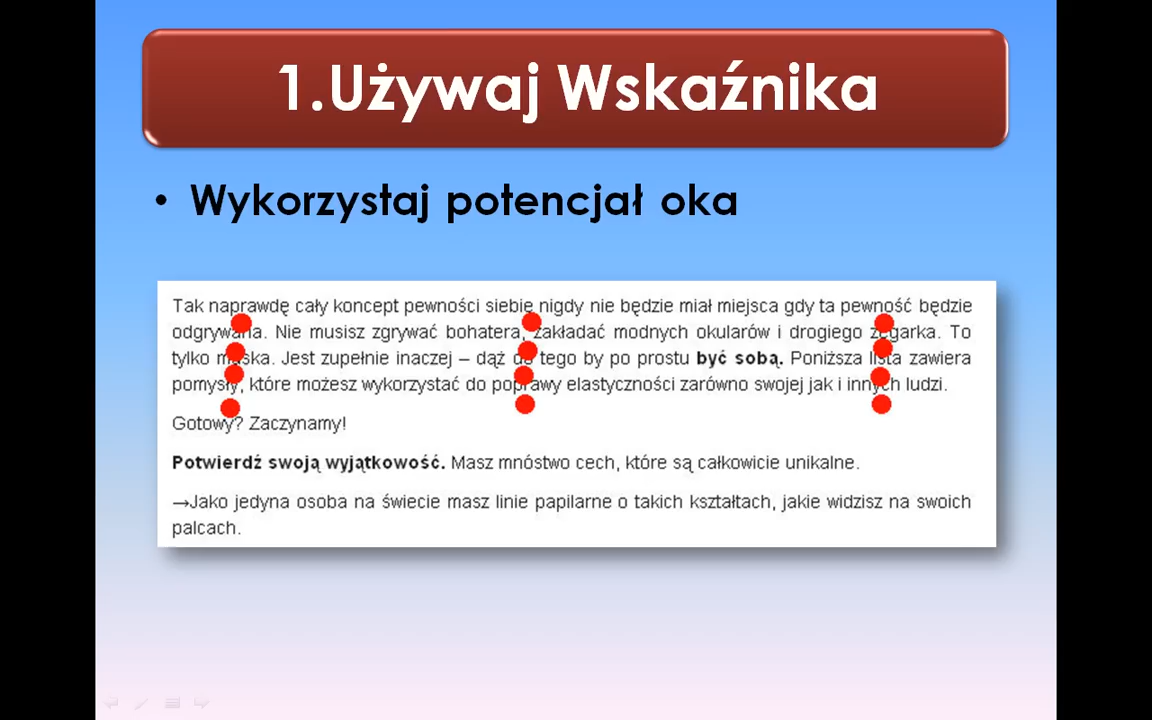 1.Używaj Wskaźnika
• Wykorzystaj potencjał oka
Tak naprawdę cały koncept pewności siebie nigdy nie będzie miał miejsca gdy ta pewność będzie
odgrywana. Nie musisz zgrywać bohatera, zakładać modnych okularów i drogiego zegarka. To
tylko maska. Jest zupełnie inaczej – dąż do tego by po prostu być sobą. Poniższa lista zawiera
pomysły, które możesz wykorzystać do poprawy elastyczności zarówno swojej jak i innych ludzi.
Gotowy? Zaczynamy!
Potwierdź swoją wyjątkowość. Masz mnóstwo cech, które są całkowicie unikalne.
→Jako jedyna osoba na świecie masz linie papilarne o takich kształtach, jakie widzisz na swoich
palcach.